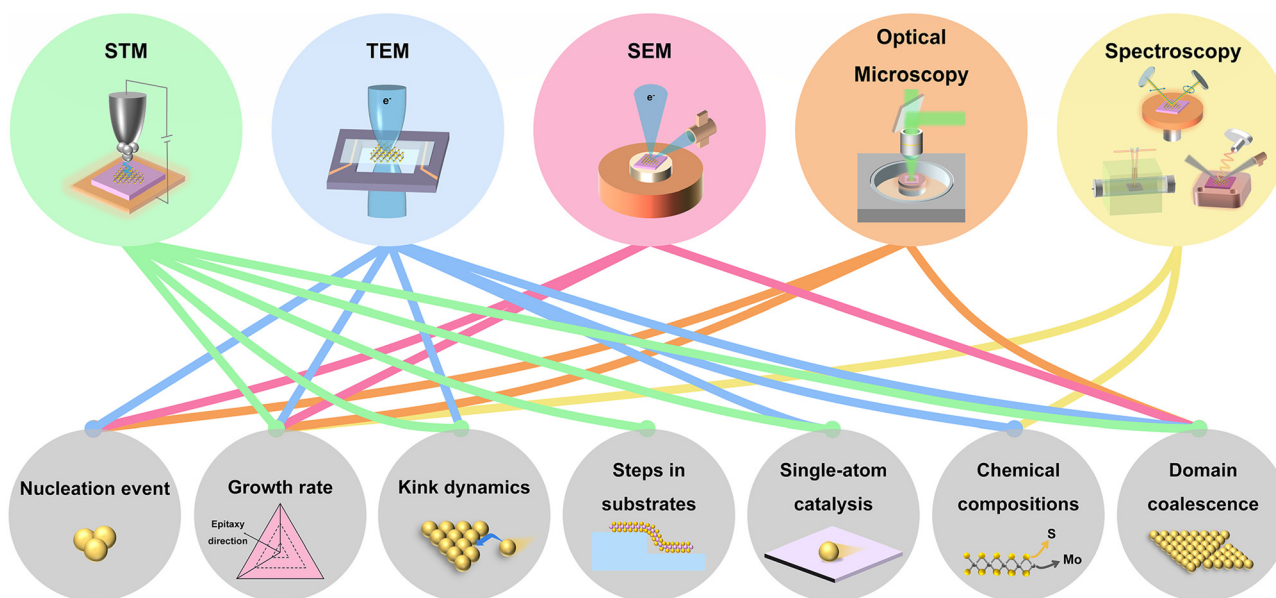 STM
TEM
SEM
Optical
Microscopy
Spectroscopy
e-
e-
Nucleation event
Growth rate
Epitaxy
direction
Kink dynamics
Steps in
substrates
Single-atom
catalysis
Chemical
compositions
S
Mo
Domain
coalescence